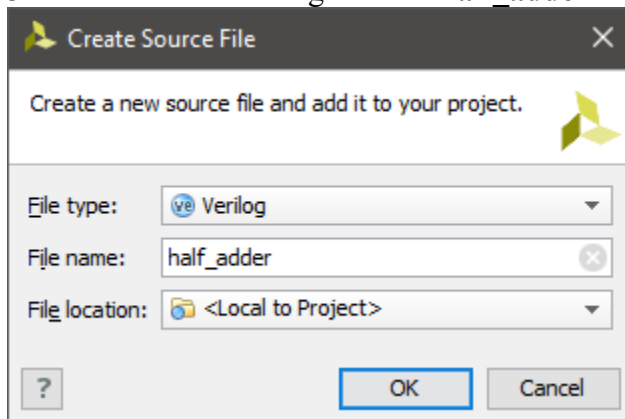 Create Source File
Create a new source file and add it to your project.
File type: Verilog
File name: half_adder
File location: <Local to Project>
? OK Cancel